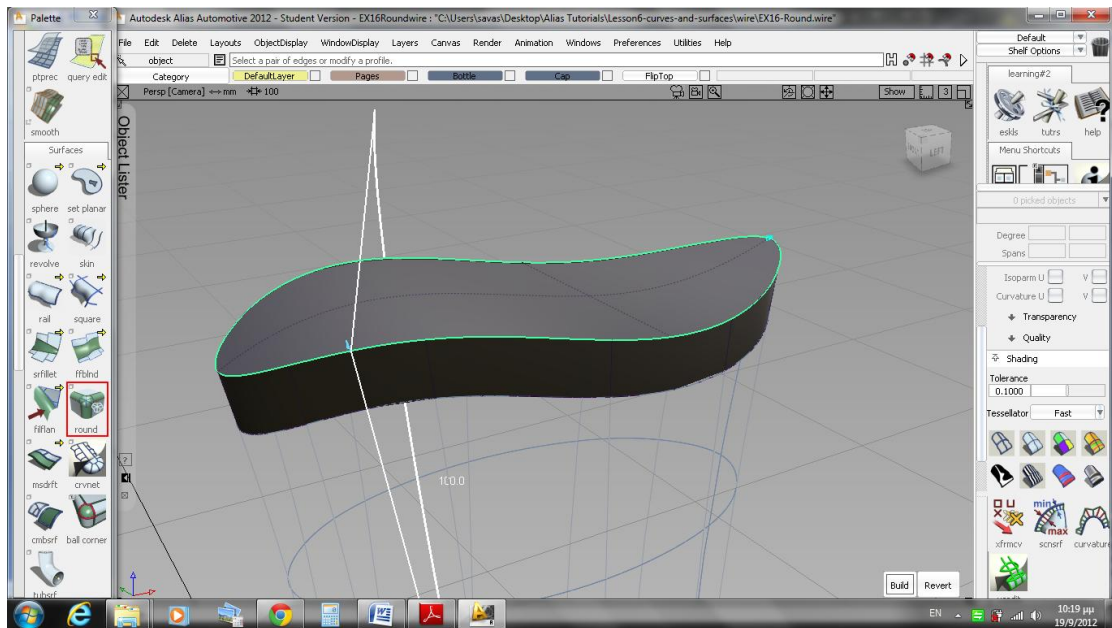 Palette
Autodesk Alias Automotive 2012 - Student Version - EX16Roundwire : "C:\Users\savas\Desktop\Alias Tutorials\Lesson6-curves-and-surfaces\wire\EX16-Round.wire"
File Edit Delete Layouts ObjectDisplay WindowDisplay Layers Canvas Render Animation Windows Preferences Utilities Help
object Select a pair of edges or modify a profile.
Category DefaultLayer Pages Bottle Cap FlipTop
Persp [Camera] mm 100 Show 3
Object Lister
ptprec query edit
smooth
Surfaces
sphere set planar
revolve skin
rail square
srfillet ffblnd
filflan round
msdrft crvnet
cmbsrf ball corner
tubsrf
LEFT
100.0
Build Revert
Default
Shelf Options
learning#2
eskls tutrs help
Menu Shortcuts
0 picked objects
Degree
Spans
Isoparm U V
Curvature U V
Transparency
Quality
Shading
Tolerance
0.1000
Tessellator Fast
min
max
xfrmcv scnsrf curvature
EN
10:19 μμ
19/9/2012